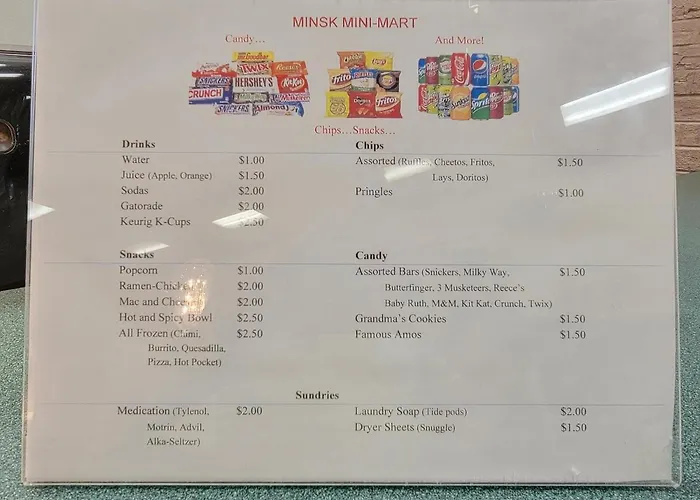 MINSK MINI-MART
Candy… And More!
Chips…Snacks…
Drinks
Water $1.00
Juice (Apple, Orange) $1.50
Sodas $2.00
Gatorade $2.00
Keurig K-Cups $2.50
Chips
Assorted (Ruffles, Cheetos, Fritos, $1.50
Lays, Doritos)
Pringles $1.00
Snacks
Popcorn $1.00
Ramen-Chicken $2.00
Mac and Cheese $2.00
Hot and Spicy Bowl $2.50
All Frozen (Chimi, $2.50
Burrito, Quesadilla,
Pizza, Hot Pocket)
Candy
Assorted Bars (Snickers, Milky Way, $1.50
Butterfinger, 3 Musketeers, Reece’s
Baby Ruth, M&M, Kit Kat, Crunch, Twix)
Grandma’s Cookies $1.50
Famous Amos $1.50
Sundries
Medication (Tylenol, $2.00
Motrin, Advil,
Alka-Seltzer)
Laundry Soap (Tide pods) $2.00
Dryer Sheets (Snuggle) $1.50